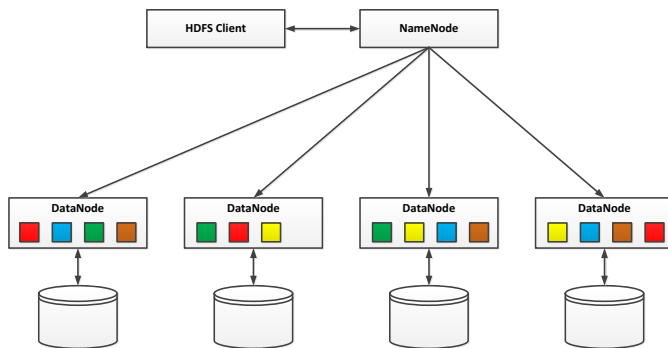 HDFS Client
NameNode
DataNode
DataNode
DataNode
DataNode